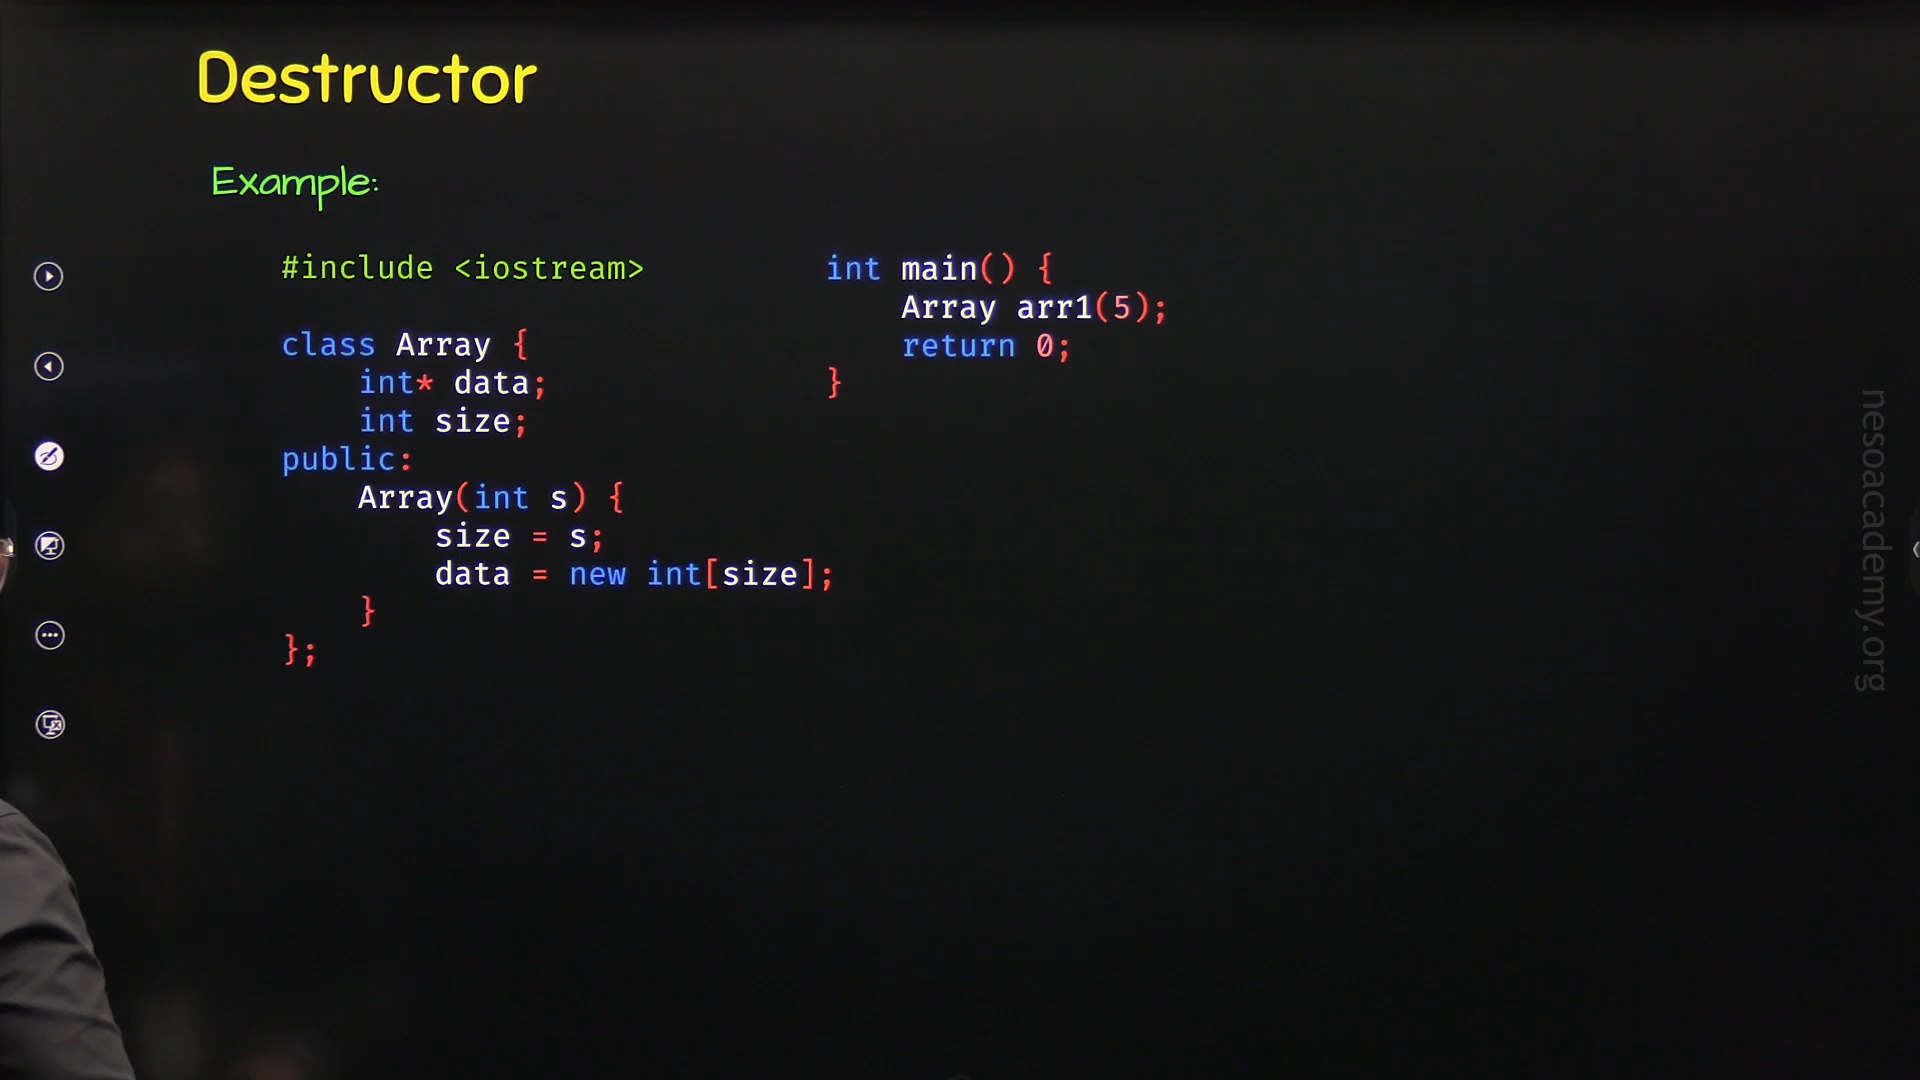 Destructor
Example:
#include <iostream>
class Array {
    int* data;
    int size;
public:
    Array(int s) {
        size = s;
        data = new int[size];
    }
};
int main() {
    Array arr1(5);
    return 0;
}
nesoacademy.org